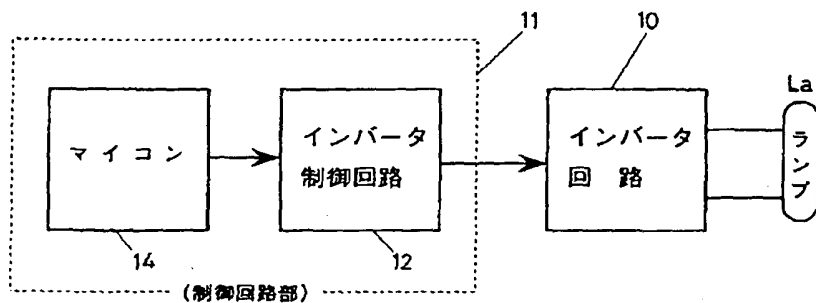 11
10
La
マイコン
インバータ
制御回路
インバータ
回路
ランプ
14
12
(制御回路部)